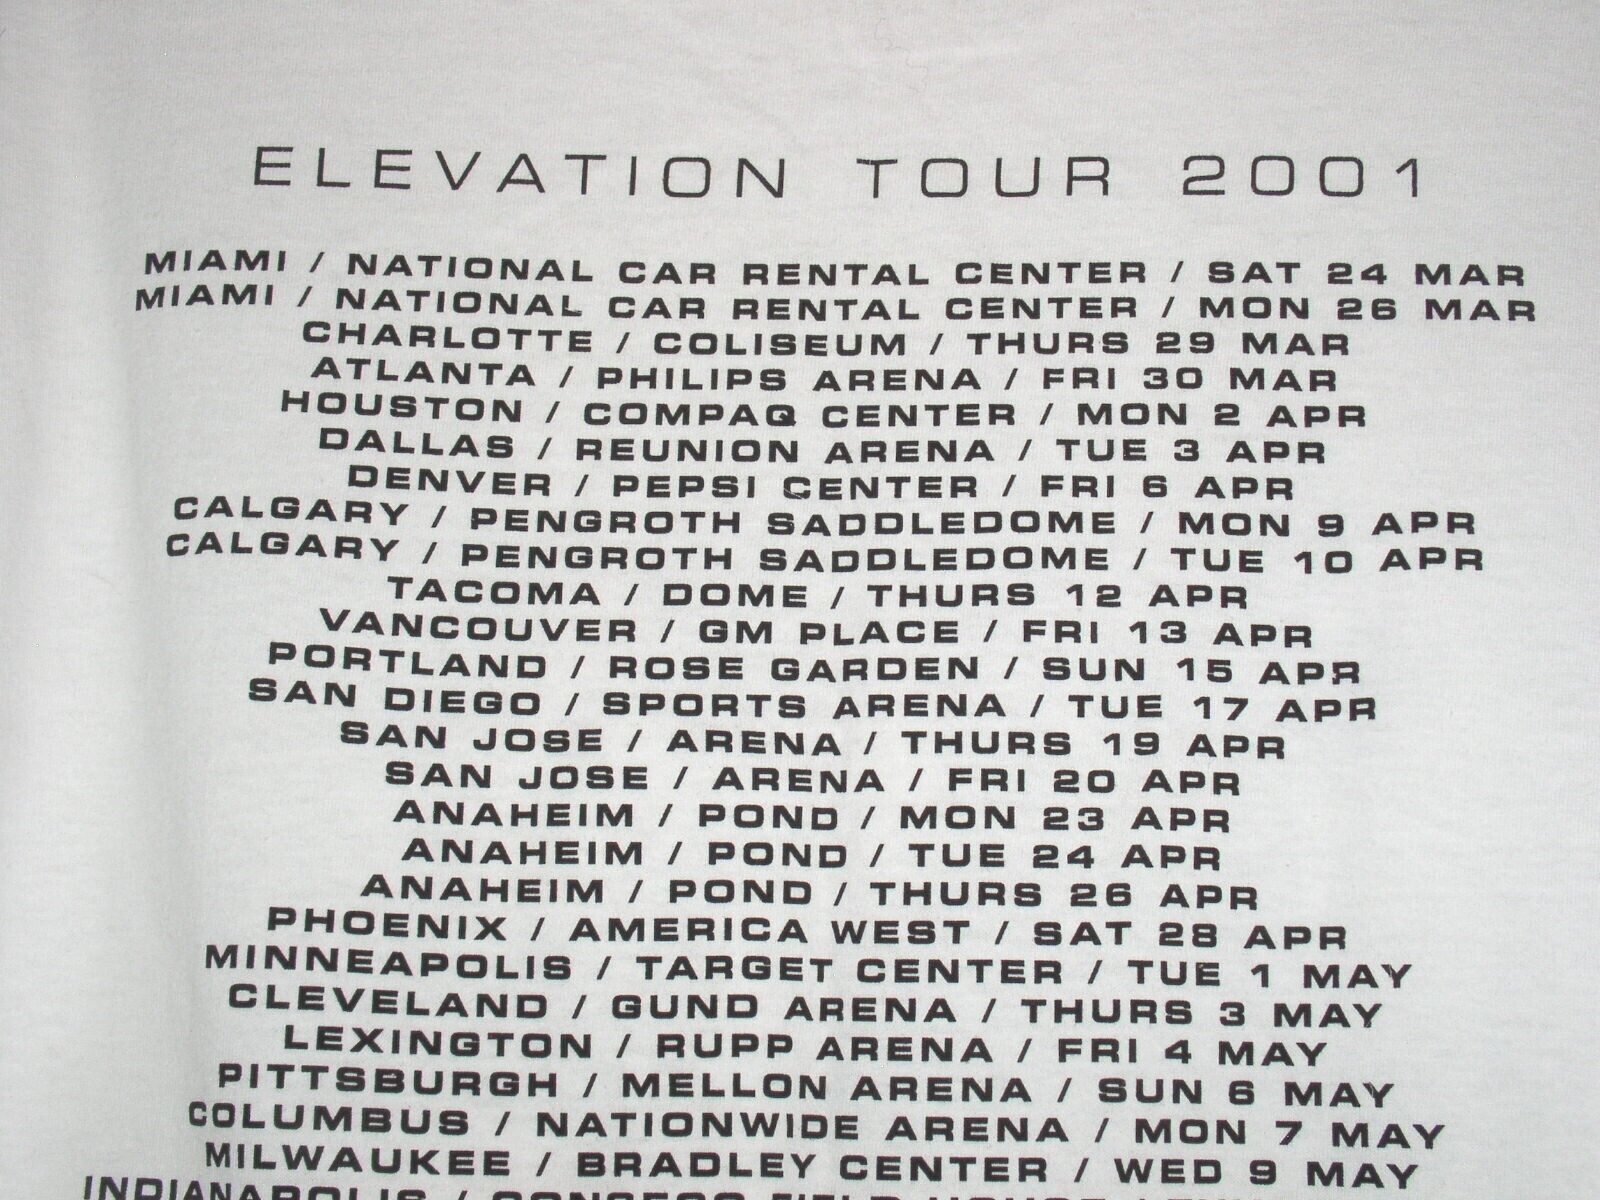 ELEVATION TOUR 2001
MIAMI / NATIONAL CAR RENTAL CENTER / SAT 24 MAR
MIAMI / NATIONAL CAR RENTAL CENTER / MON 26 MAR
CHARLOTTE / COLISEUM / THURS 29 MAR
ATLANTA / PHILIPS ARENA / FRI 30 MAR
HOUSTON / COMPAQ CENTER / MON 2 APR
DALLAS / REUNION ARENA / TUE 3 APR
DENVER / PEPSI CENTER / FRI 6 APR
CALGARY / PENGROTH SADDLEDOME / MON 9 APR
CALGARY / PENGROTH SADDLEDOME / TUE 10 APR
TACOMA / DOME / THURS 12 APR
VANCOUVER / GM PLACE / FRI 13 APR
PORTLAND / ROSE GARDEN / SUN 15 APR
SAN DIEGO / SPORTS ARENA / TUE 17 APR
SAN JOSE / ARENA / THURS 19 APR
SAN JOSE / ARENA / FRI 20 APR
ANAHEIM / POND / MON 23 APR
ANAHEIM / POND / TUE 24 APR
ANAHEIM / POND / THURS 26 APR
PHOENIX / AMERICA WEST / SAT 28 APR
MINNEAPOLIS / TARGET CENTER / TUE 1 MAY
CLEVELAND / GUND ARENA / THURS 3 MAY
LEXINGTON / RUPP ARENA / FRI 4 MAY
PITTSBURGH / MELLON ARENA / SUN 6 MAY
COLUMBUS / NATIONWIDE ARENA / MON 7 MAY
MILWAUKEE / BRADLEY CENTER / WED 9 MAY
INDIANAPOLIS / CONSECO FIELD HOUSE